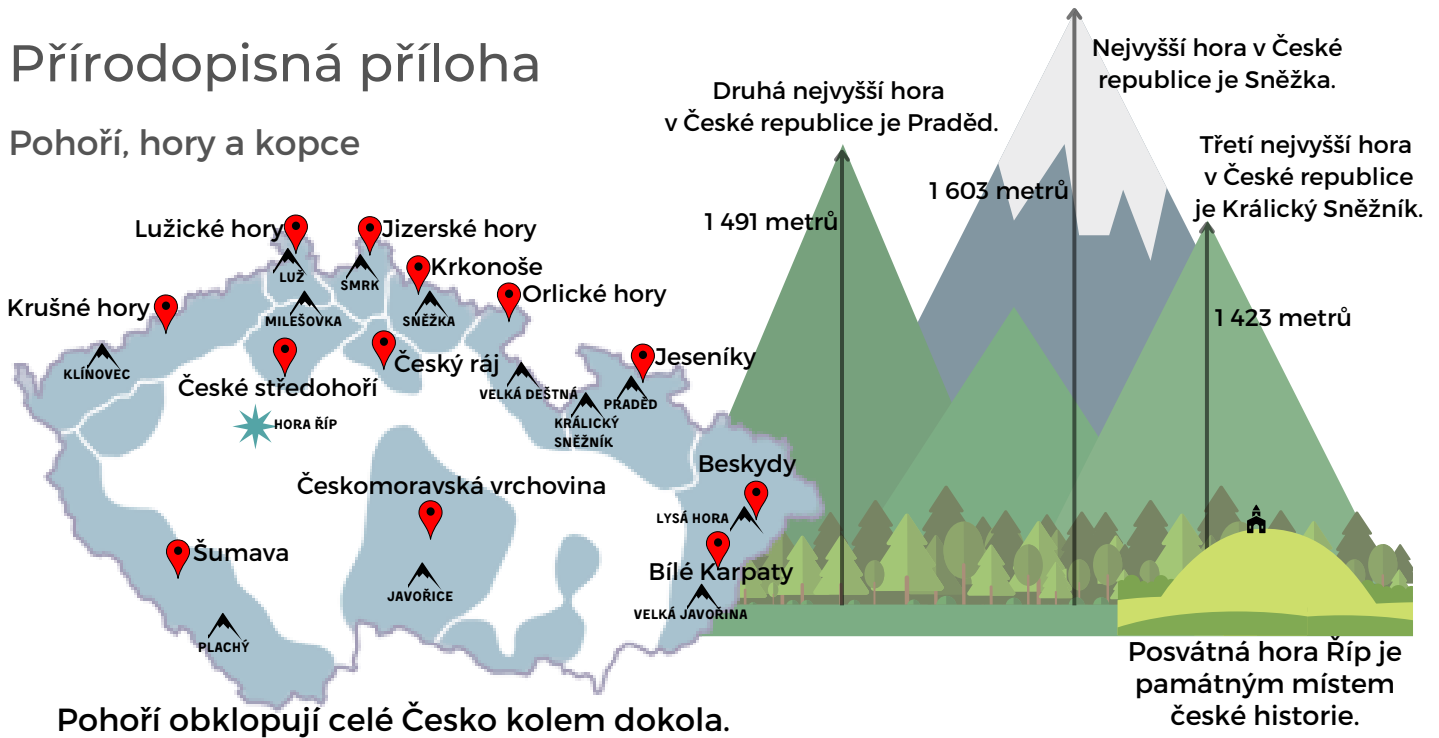 Přírodopisná příloha
Pohoří, hory a kopce
Nejvyšší hora v České
republice je Sněžka.
Druhá nejvyšší hora
v České republice je Praděd.
Třetí nejvyšší hora
v České republice
je Králický Sněžník.
1 603 metrů
1 491 metrů
1 423 metrů
Lužické hory
Jizerské hory
LUŽ
SMRK
Krkonoše
Orlické hory
Krušné hory
MILEŠOVKA
SNĚŽKA
KLÍNOVEC
České středohoří
Český ráj
Jeseníky
VELKÁ DEŠTNÁ
PRADĚD
KRÁLICKÝ
SNĚŽNÍK
HORA ŘÍP
Beskydy
Českomoravská vrchovina
LYSÁ HORA
Šumava
Bílé Karpaty
JAVOŘICE
VELKÁ JAVOŘINA
PLACHÝ
Posvátná hora Říp je
památným místem
české historie.
Pohoří obklopují celé Česko kolem dokola.